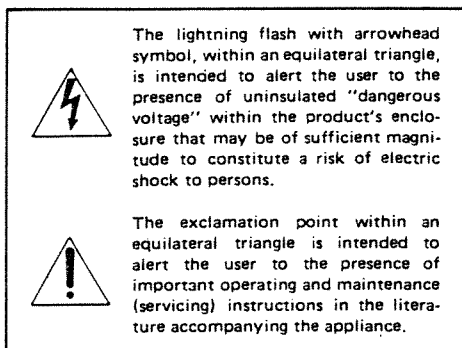 The lightning flash with arrowhead
symbol, within an equilateral triangle,
is intended to alert the user to the
presence of uninsulated "dangerous
voltage" within the product's enclo-
sure that may be of sufficient magni-
tude to constitute a risk of electric
shock to persons.
The exclamation point within an
equilateral triangle is intended to
alert the user to the presence of
important operating and maintenance
(servicing) instructions in the litera-
ture accompanying the appliance.